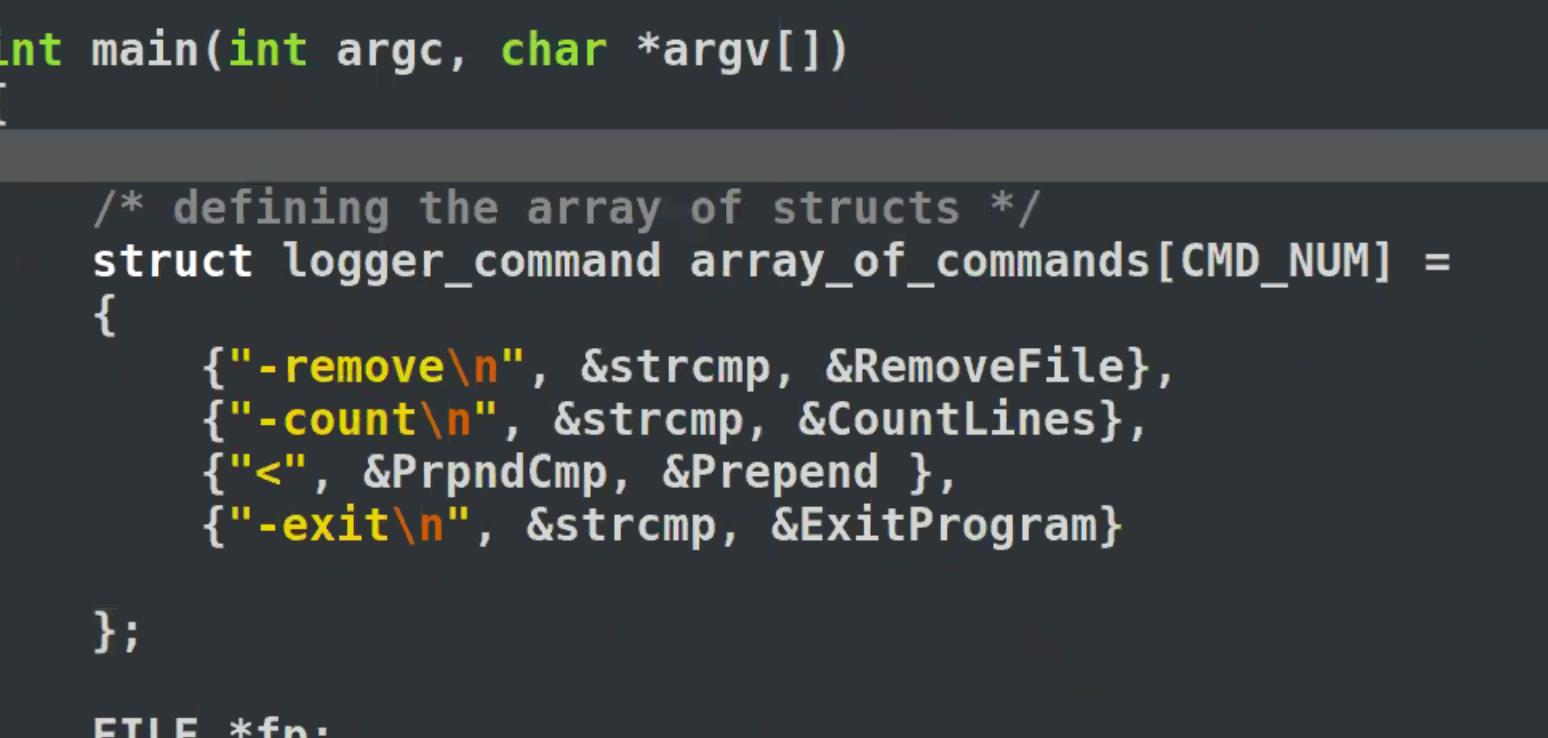 int main(int argc, char *argv[])
{
/* defining the array of structs */
struct logger_command array_of_commands[CMD_NUM] =
{
{"-remove\n", &strcmp, &RemoveFile},
{"-count\n", &strcmp, &CountLines},
{"<", &PrpndCmp, &Prepend },
{"-exit\n", &strcmp, &ExitProgram}
};
FILE *fp;